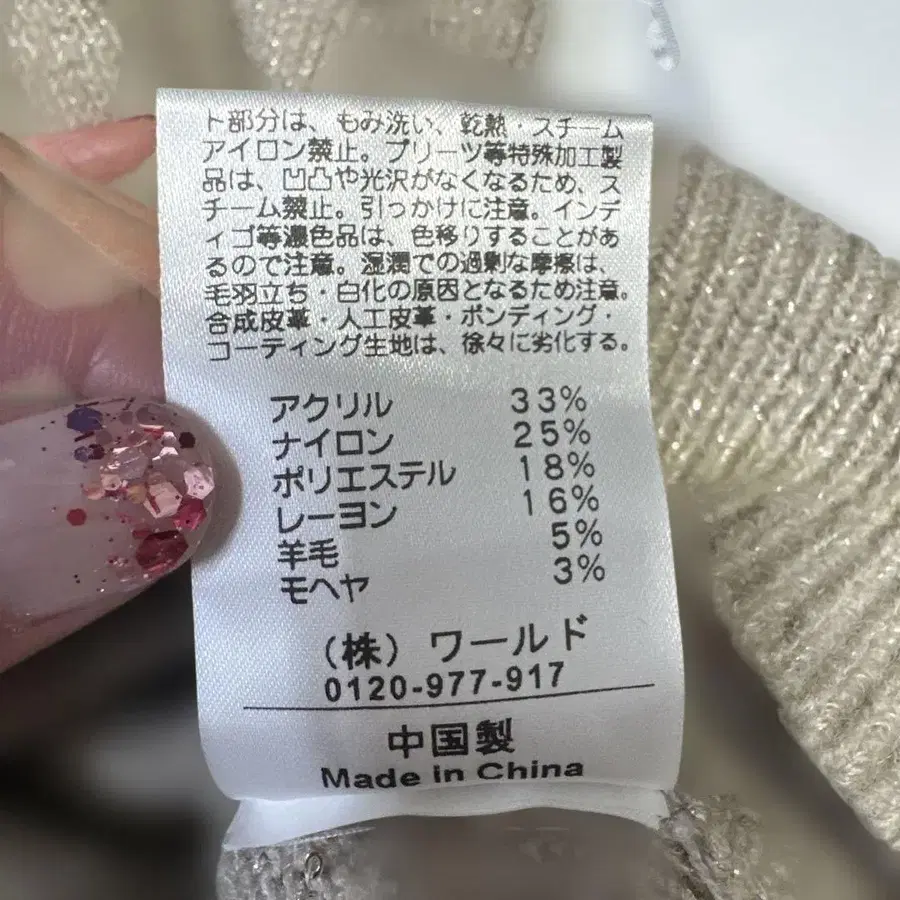 ト部分は、もみ洗い、乾熱・スチーム
アイロン禁止。プリーツ等特殊加工製
品は、凹凸や光沢がなくなるため、ス
チーム禁止。引っかけに注意。インデ
ィゴ等濃色品は、色移りすることがあ
るので注意。湿潤での過剰な摩擦は、
毛羽立ち・白化の原因となるため注意。
合成皮革・人工皮革・ボンディング・
コーティング生地は、徐々に劣化する。
アクリル 33%
ナイロン 25%
ポリエステル 18%
レーヨン 16%
羊毛 5%
モヘヤ 3%
（株）ワールド
0120-977-917
中国製
Made in China